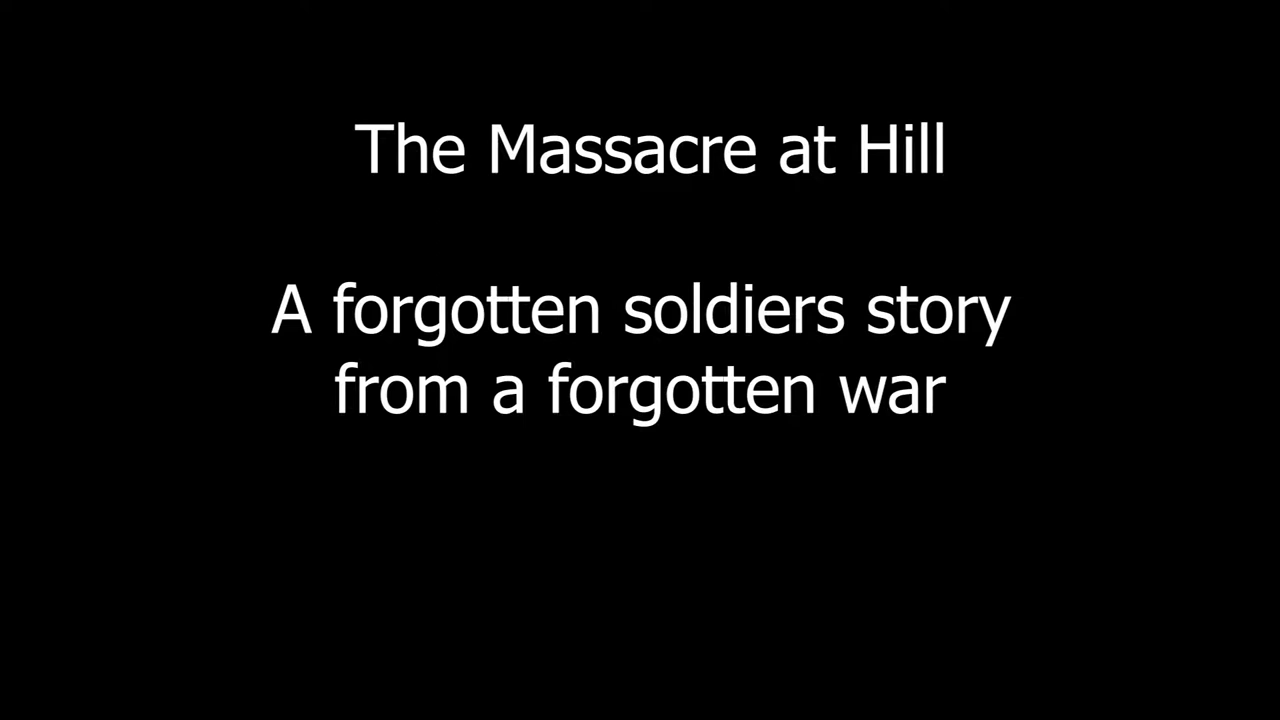 The Massacre at Hill
A forgotten soldiers story
from a forgotten war